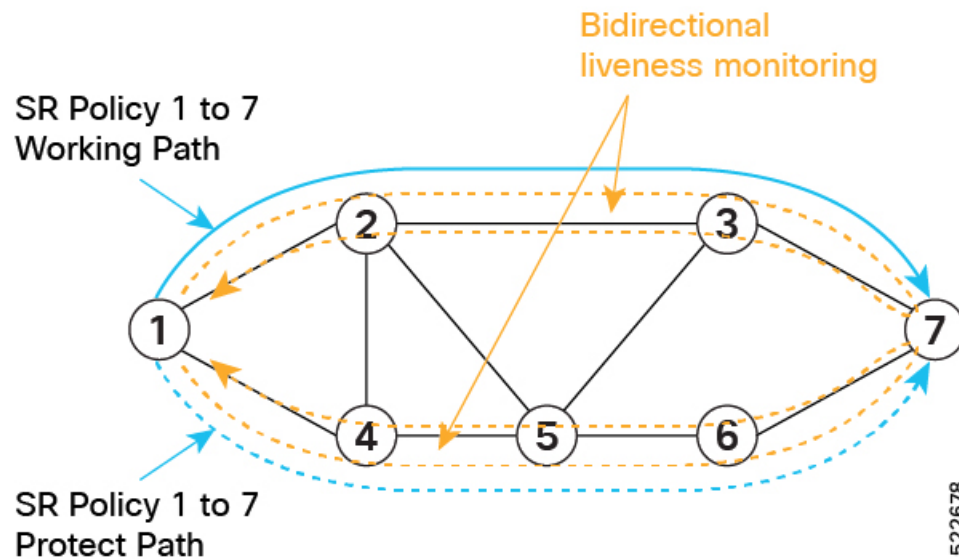 Bidirectional
liveness monitoring
SR Policy 1 to 7
Working Path
2
3
1
7
4
5
6
SR Policy 1 to 7
Protect Path
522678